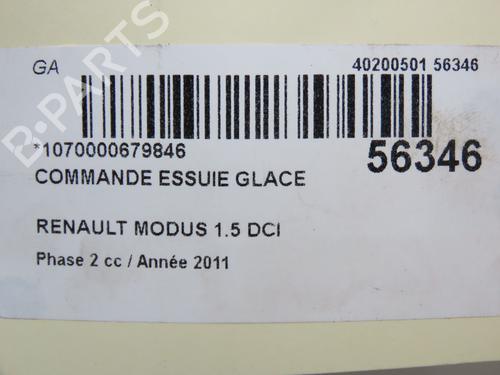 GA
40200501 56346
*1070000679846
56346
COMMANDE ESSUIE GLACE
RENAULT MODUS 1.5 DCI
Phase 2 cc / Année 2011
B-PARTS